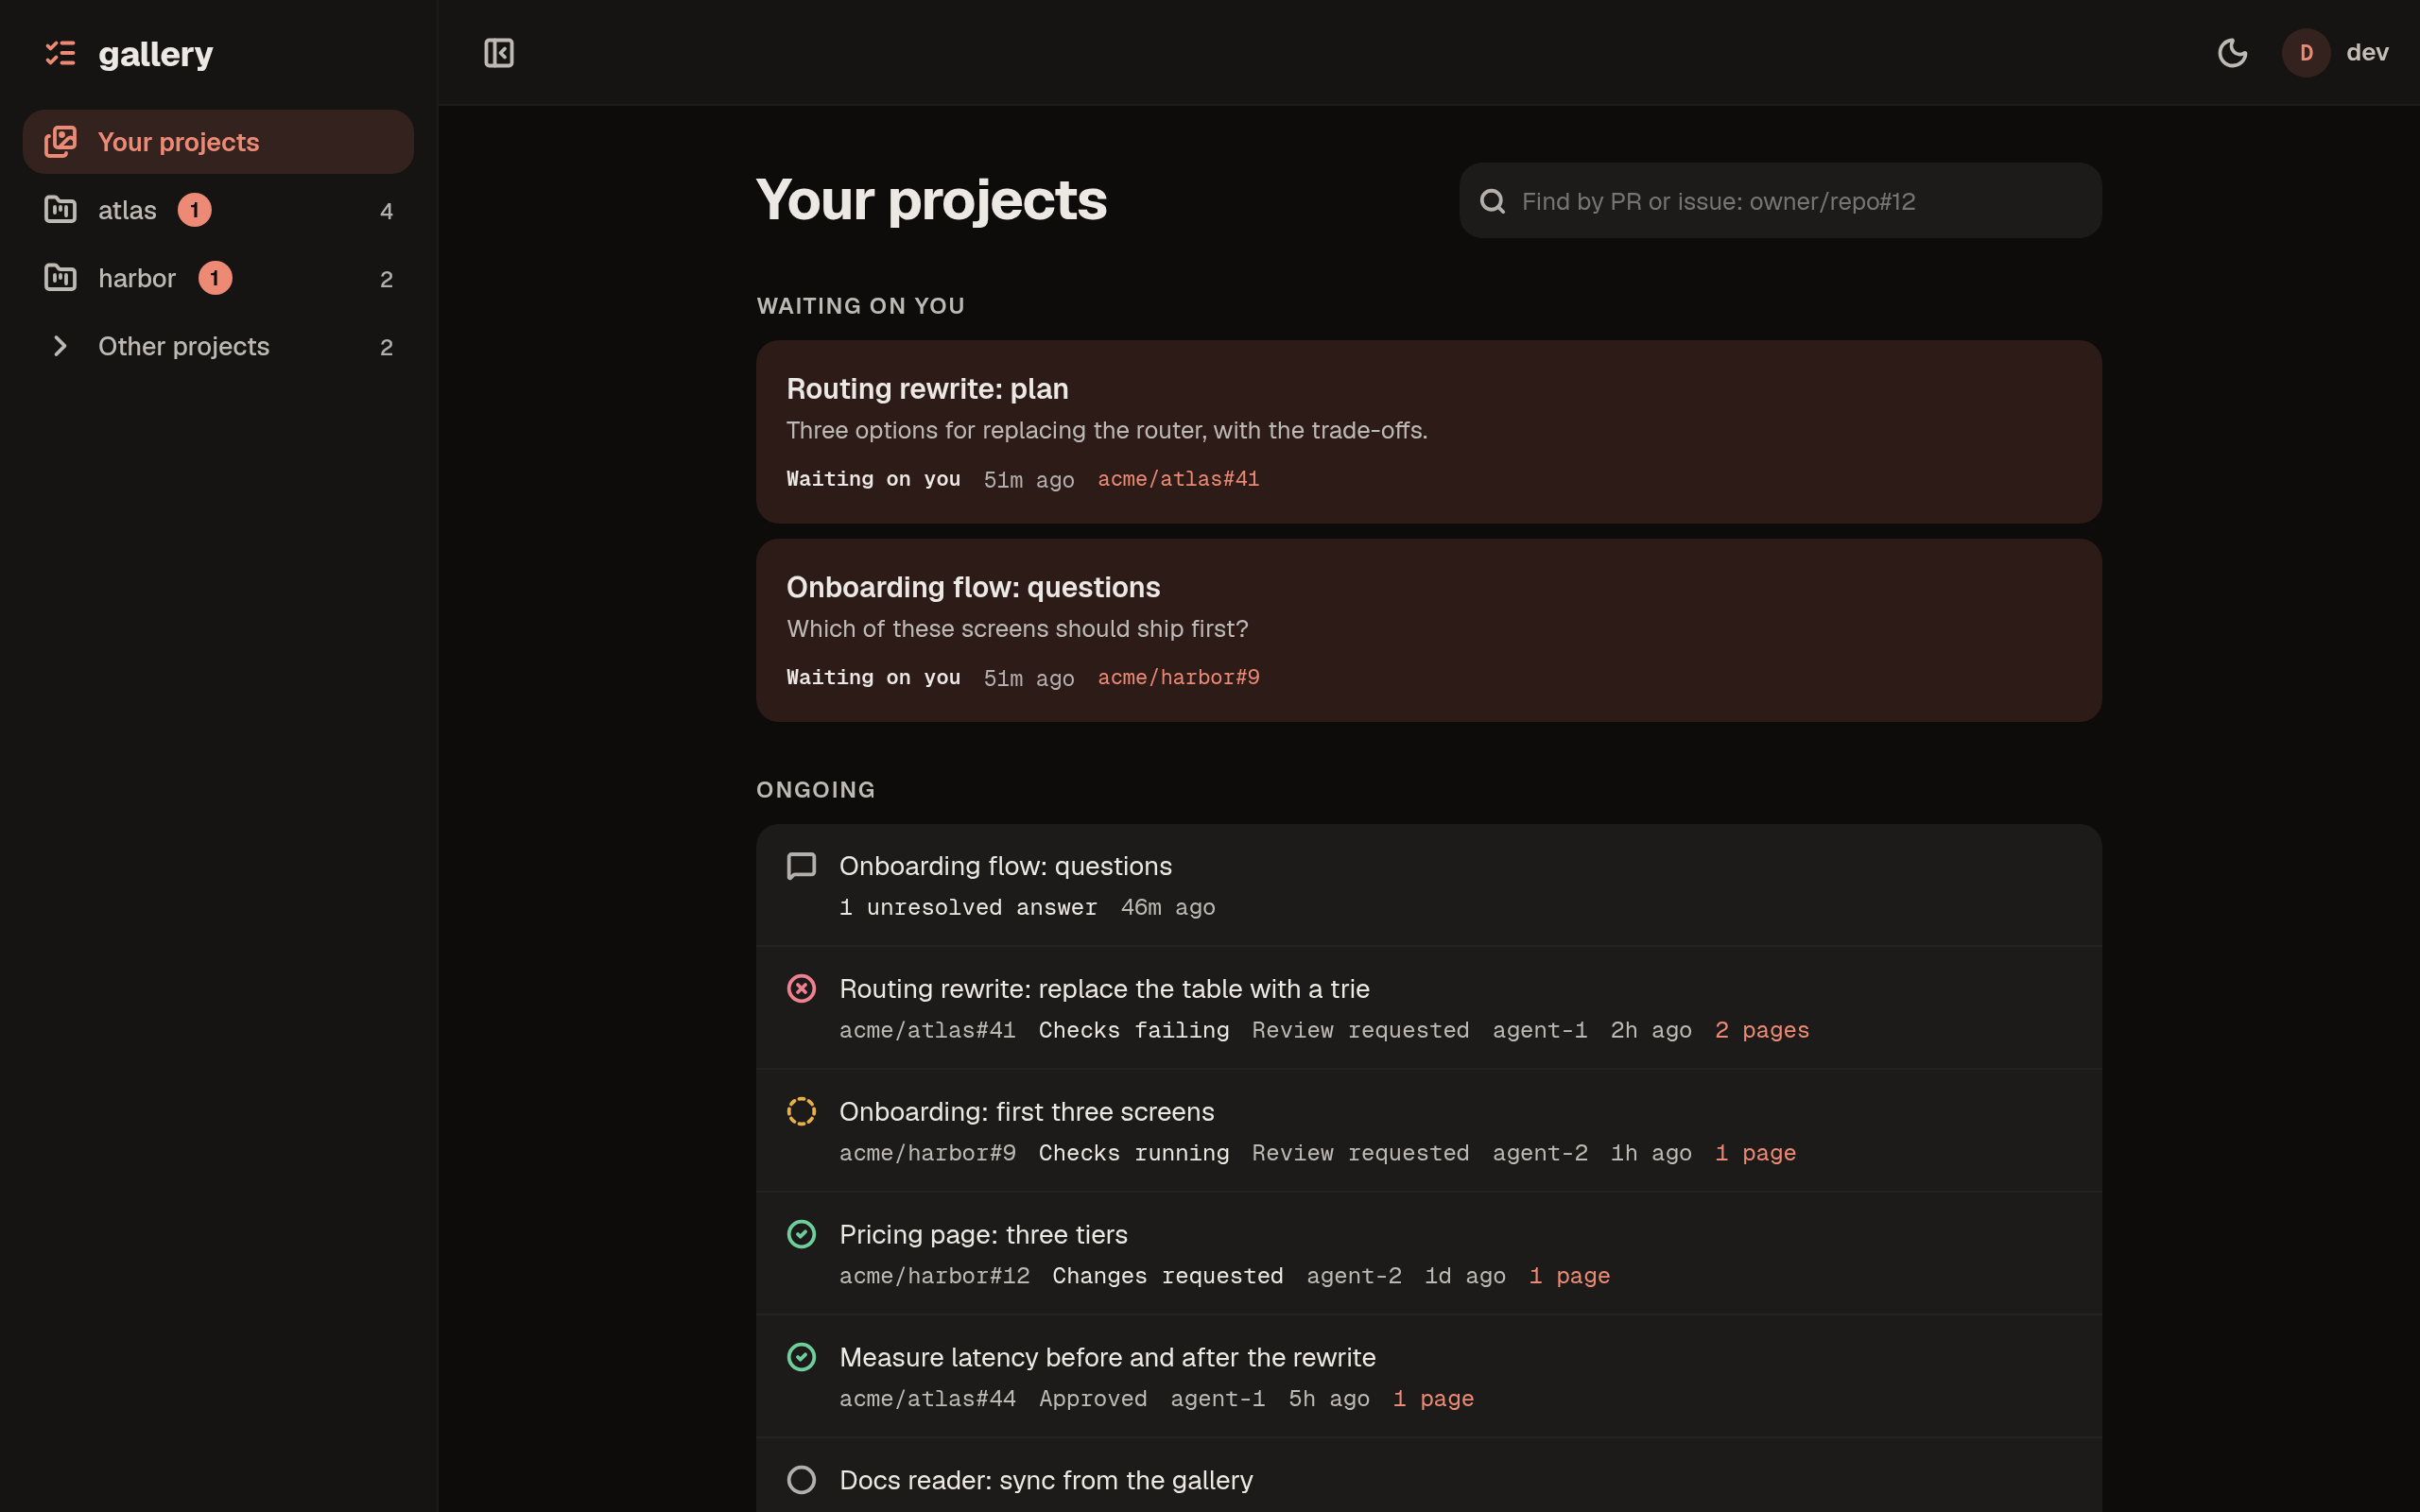 gallery
D dev
Your projects
atlas 1 4
harbor 1 2
Other projects 2
Your projects
Find by PR or issue: owner/repo#12
WAITING ON YOU
Routing rewrite: plan
Three options for replacing the router, with the trade-offs.
Waiting on you 51m ago acme/atlas#41
Onboarding flow: questions
Which of these screens should ship first?
Waiting on you 51m ago acme/harbor#9
ONGOING
Onboarding flow: questions
1 unresolved answer 46m ago
Routing rewrite: replace the table with a trie
acme/atlas#41 Checks failing Review requested agent-1 2h ago 2 pages
Onboarding: first three screens
acme/harbor#9 Checks running Review requested agent-2 1h ago 1 page
Pricing page: three tiers
acme/harbor#12 Changes requested agent-2 1d ago 1 page
Measure latency before and after the rewrite
acme/atlas#44 Approved agent-1 5h ago 1 page
Docs reader: sync from the gallery